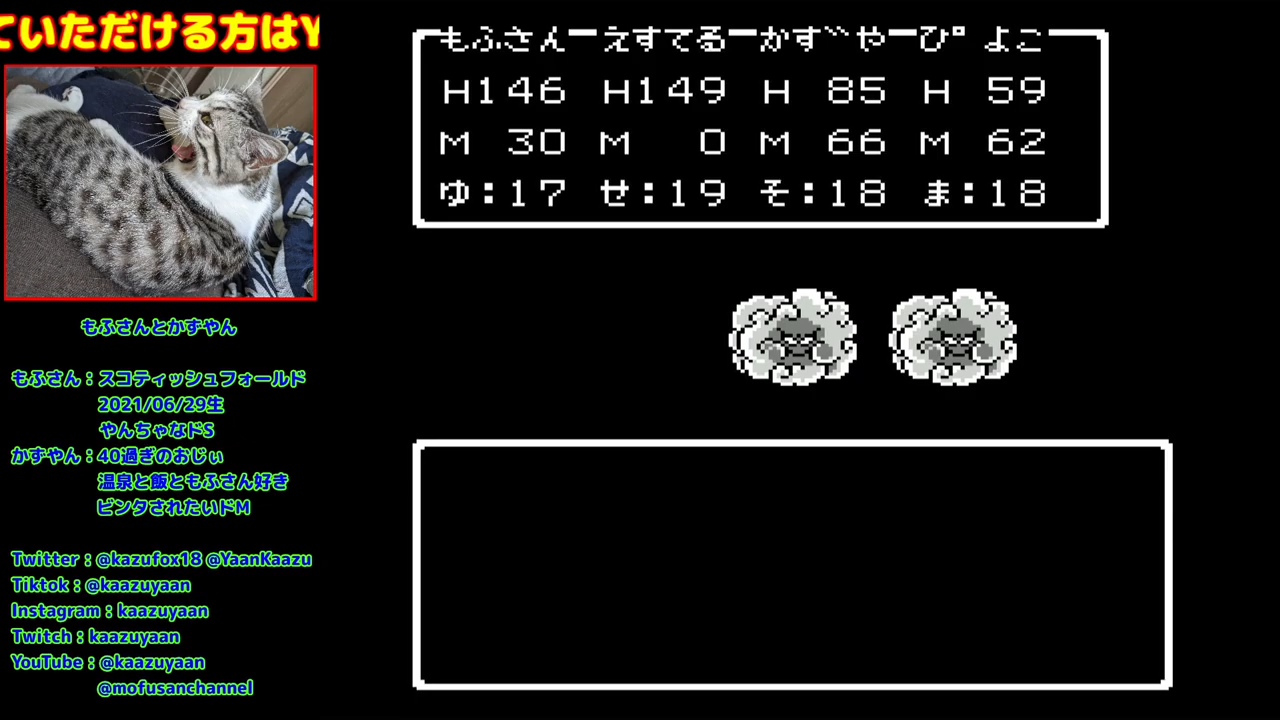 ていただける方はY
もふさんとかずやん
もふさん：スコティッシュフォールド
2021/06/29生
やんちゃなドS
かずやん：40過ぎのおじぃ
温泉と飯ともふさん好き
ビンタされたいドM
Twitter：@kazufox18 @YaanKaazu
Tiktok：@kaazuyaan
Instagram：kaazuyaan
Twitch：kaazuyaan
YouTube：@kaazuyaan
@mofusanchannel
もふさん えすてる かずや ぴよこ
H146 H149 H 85 H 59
M 30 M 0 M 66 M 62
ゆ:17 せ:19 そ:18 ま:18